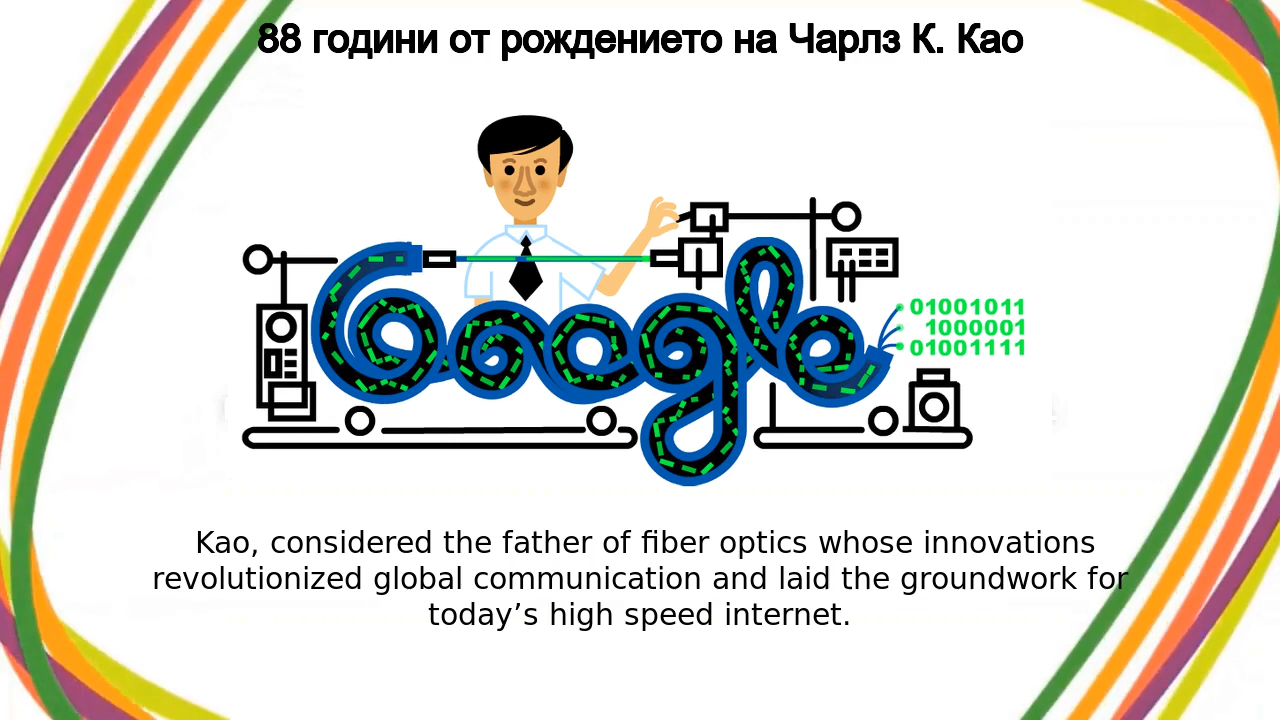 88 години от рождението на Чарлз К. Као
Google
01001011
1000001
01001111
Kao, considered the father of fiber optics whose innovations
revolutionized global communication and laid the groundwork for
today’s high speed internet.